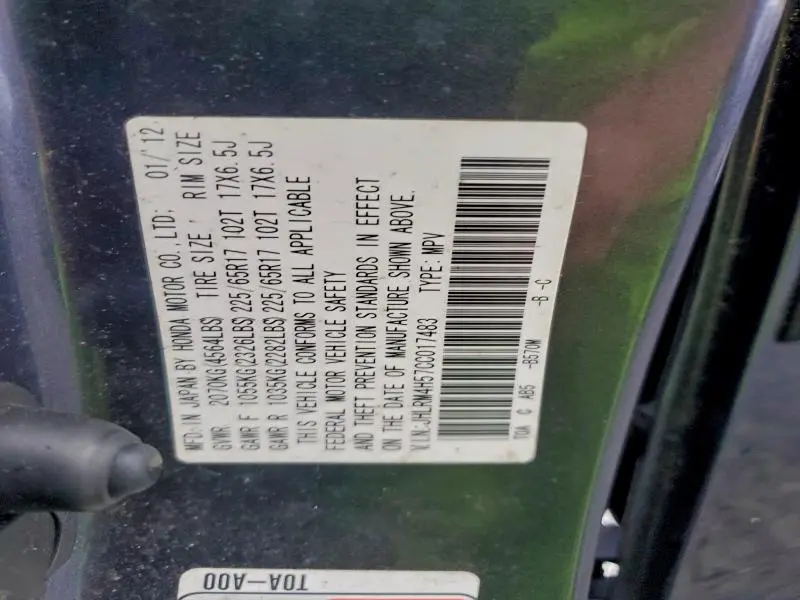 MFD.IN JAPAN BY HONDA MOTOR CO.,LTD. 01/'12
GVWR 2070KG(4564LBS) TIRE SIZE RIM SIZE
GAWR F 1055KG(2326LBS)225/65R17 102T 17X6.5J
GAWR R 1035KG(2282LBS)225/65R17 102T 17X6.5J
THIS VEHICLE CONFORMS TO ALL APPLICABLE
FEDERAL MOTOR VEHICLE SAFETY
AND THEFT PREVENTION STANDARDS IN EFFECT
ON THE DATE OF MANUFACTURE SHOWN ABOVE.
V.I.N:JHLRM4H57CC017483 TYPE: MPV
T0A C AB5 -B570M -B -C
T0A-A00